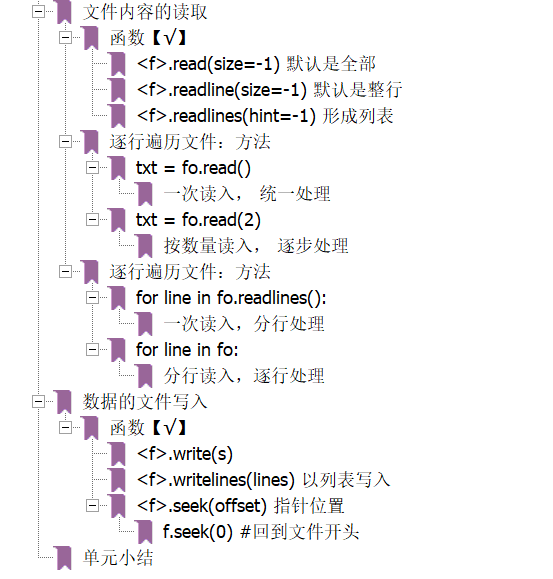 文件内容的读取
函数【√】
<f>.read(size=-1) 默认是全部
<f>.readline(size=-1) 默认是整行
<f>.readlines(hint=-1) 形成列表
逐行遍历文件：方法
txt = fo.read()
一次读入， 统一处理
txt = fo.read(2)
按数量读入， 逐步处理
逐行遍历文件：方法
for line in fo.readlines():
一次读入，分行处理
for line in fo:
分行读入，逐行处理
数据的文件写入
函数【√】
<f>.write(s)
<f>.writelines(lines) 以列表写入
<f>.seek(offset) 指针位置
f.seek(0) #回到文件开头
单元小结